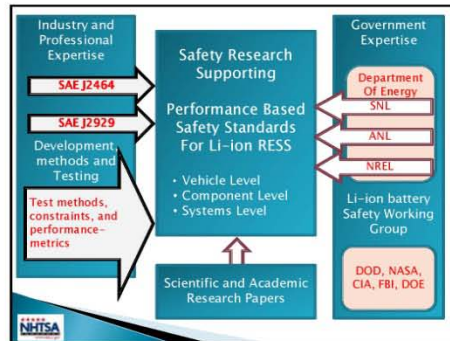 Industry and
Professional
Expertise
SAE J2464
SAE J2929
Development,
methods and
Testing
Test methods,
constraints, and
performance-
metrics
Safety Research
Supporting
Performance Based
Safety Standards
For Li-ion RESS
• Vehicle Level
• Component Level
• Systems Level
Scientific and Academic
Research Papers
Government
Expertise
Department
Of Energy
SNL
ANL
NREL
Li-ion battery
Safety Working
Group
DOD, NASA,
CIA, FBI, DOE
NHTSA